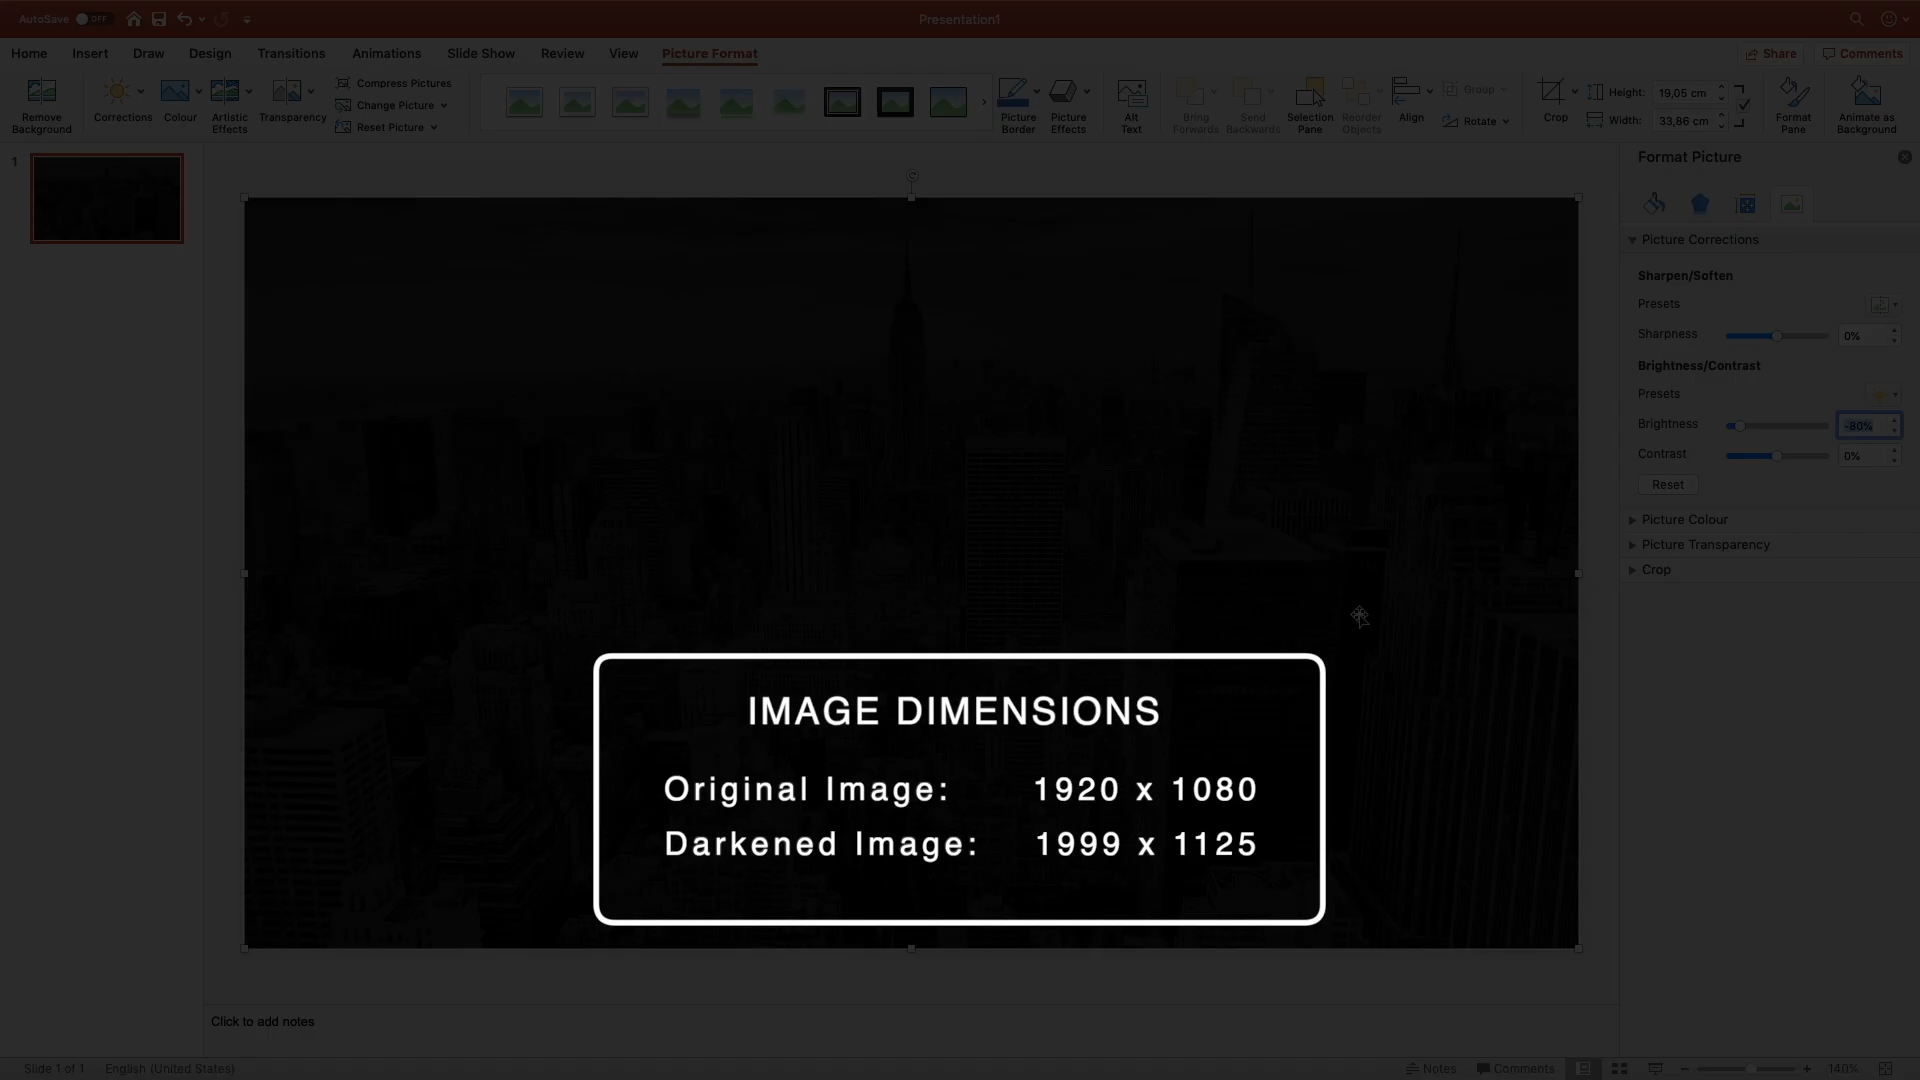 AutoSave OFF
Presentation1
Home Insert Draw Design Transitions Animations Slide Show Review View Picture Format
Share Comments
Remove Background
Corrections
Colour
Artistic Effects
Transparency
Compress Pictures
Change Picture
Reset Picture
Picture Border
Picture Effects
Alt Text
Bring Forwards
Send Backwards
Selection Pane
Reorder Objects
Align
Group
Rotate
Crop
Height: 19,05 cm
Width: 33,86 cm
Format Pane
Animate as Background
1
Format Picture
Picture Corrections
Sharpen/Soften
Presets
Sharpness 0%
Brightness/Contrast
Presets
Brightness -80%
Contrast 0%
Reset
Picture Colour
Picture Transparency
Crop
IMAGE DIMENSIONS
Original Image: 1920 x 1080
Darkened Image: 1999 x 1125
Click to add notes
Slide 1 of 1 English (United States)
Notes Comments 140%